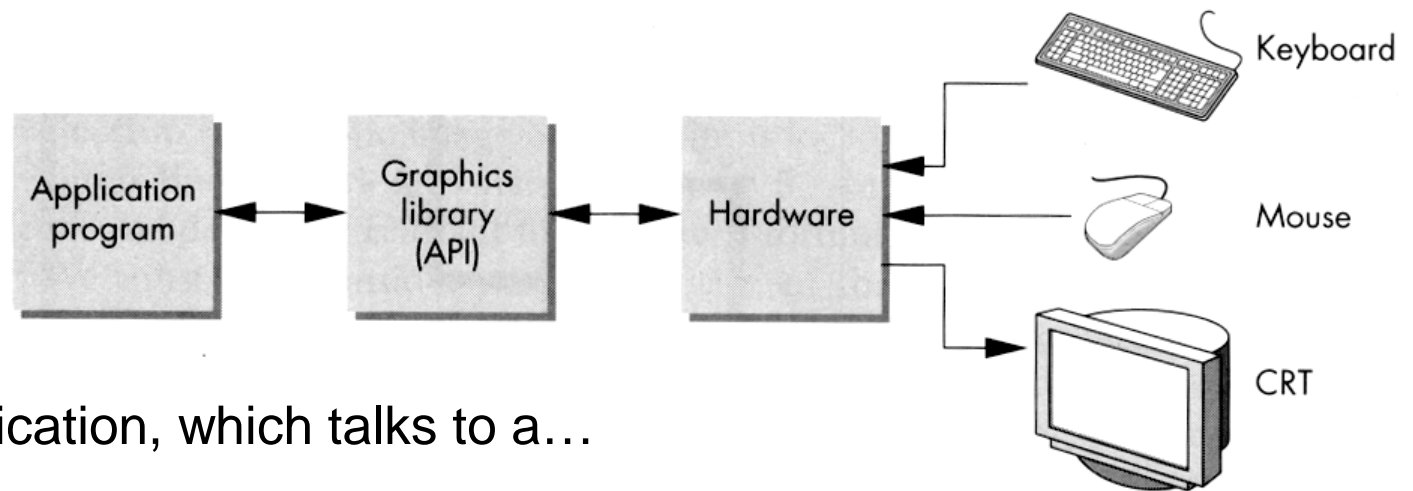 Application
program
Graphics
library
(API)
Hardware
Keyboard
Mouse
CRT
ication, which talks to a…